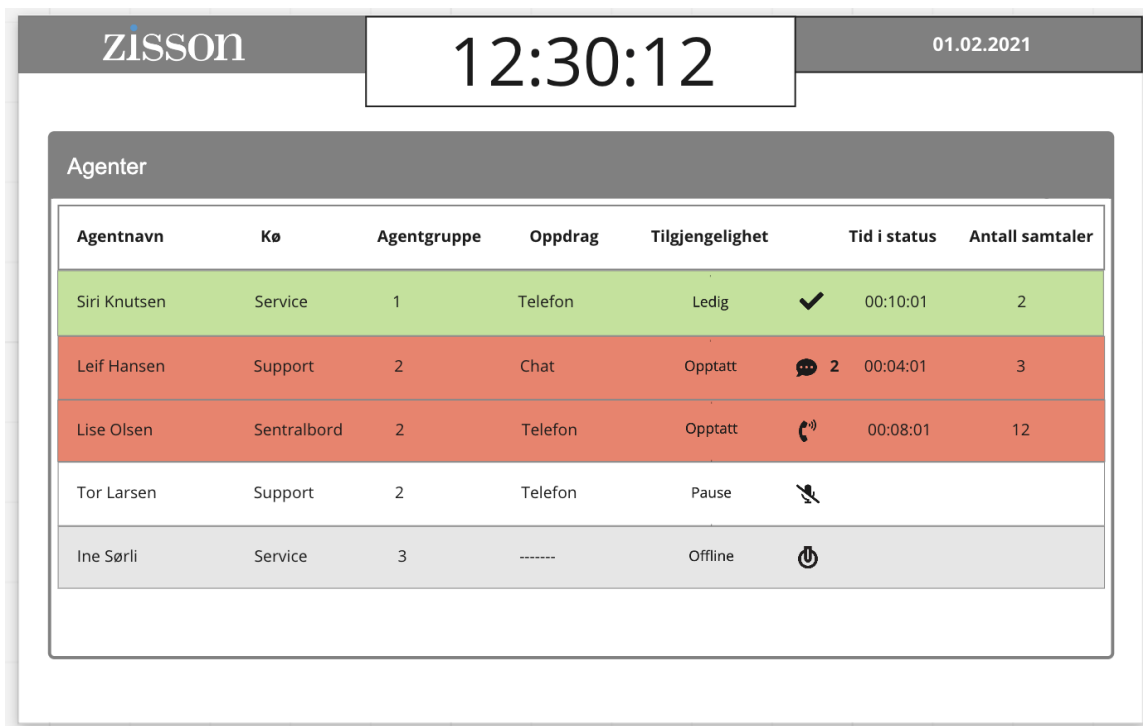 zisson 12:30:12 01.02.2021
Agenter
Agentnavn Kø Agentgruppe Oppdrag Tilgjengelighet Tid i status Antall samtaler
Siri Knutsen Service 1 Telefon Ledig 00:10:01 2
Leif Hansen Support 2 Chat Opptatt 2 00:04:01 3
Lise Olsen Sentralbord 2 Telefon Opptatt 00:08:01 12
Tor Larsen Support 2 Telefon Pause
Ine Sørli Service 3 ------- Offline